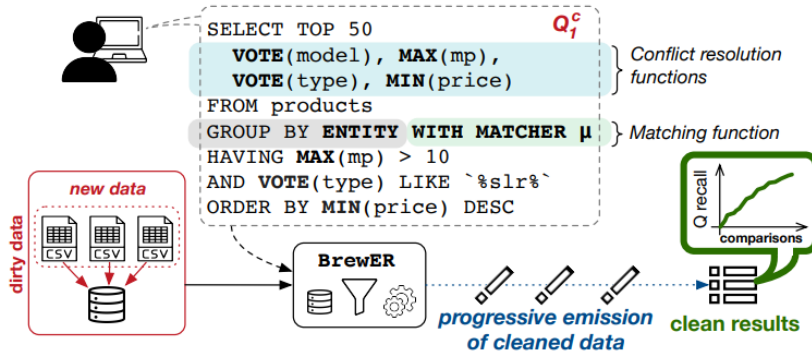 SELECT TOP 50
Q₁ᶜ
VOTE(model), MAX(mp),
VOTE(type), MIN(price)
Conflict resolution
functions
FROM products
GROUP BY ENTITY WITH MATCHER μ
Matching function
HAVING MAX(mp) > 10
AND VOTE(type) LIKE `%slr%`
ORDER BY MIN(price) DESC
dirty data
new data
CSV CSV CSV
BrewER
progressive emission
of cleaned data
Q recall
comparisons
clean results